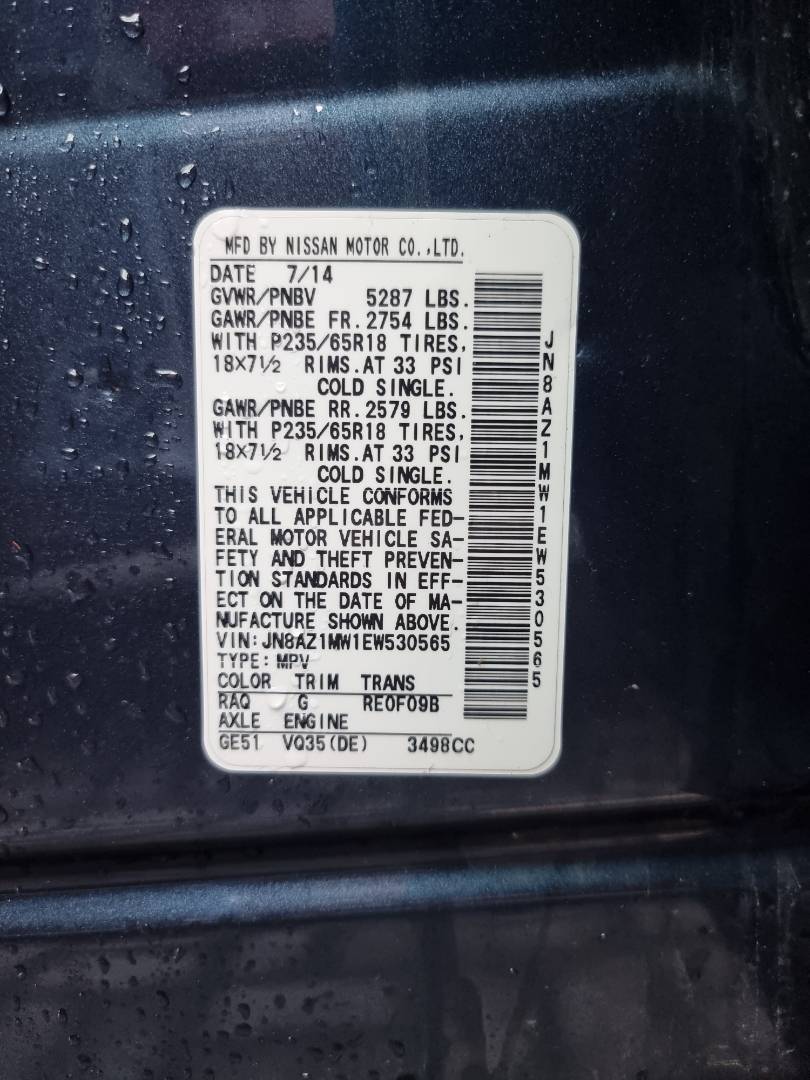 MFD BY NISSAN MOTOR CO.,LTD.
DATE 7/14
GVWR/PNBV 5287 LBS.
GAWR/PNBE FR.2754 LBS.
WITH P235/65R18 TIRES,
18X7½ RIMS.AT 33 PSI
COLD SINGLE.
GAWR/PNBE RR.2579 LBS.
WITH P235/65R18 TIRES,
18X7½ RIMS.AT 33 PSI
COLD SINGLE.
THIS VEHICLE CONFORMS
TO ALL APPLICABLE FED-
ERAL MOTOR VEHICLE SA-
FETY AND THEFT PREVEN-
TION STANDARDS IN EFF-
ECT ON THE DATE OF MA-
NUFACTURE SHOWN ABOVE.
VIN:JN8AZ1MW1EW530565
TYPE:MPV
COLOR TRIM TRANS
RAQ G RE0F09B
AXLE ENGINE
GE51 VQ35(DE) 3498CC
JN8AZ1MW1EW530565